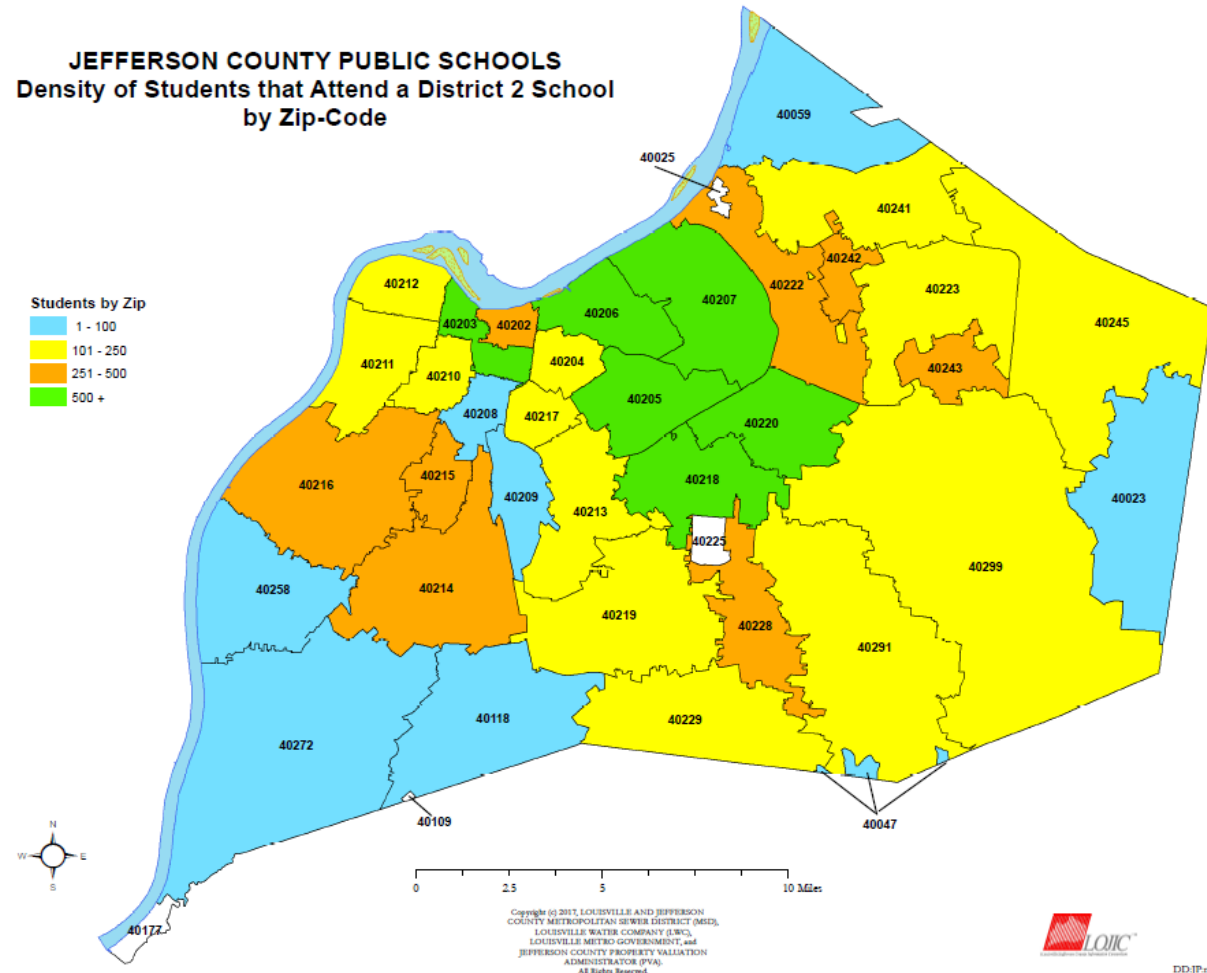 JEFFERSON COUNTY PUBLIC SCHOOLS
Density of Students that Attend a District 2 School
by Zip-Code
40059
40025
40241
40242
40212
40222
40223
40207
Students by Zip
1 - 100
101 - 250
251 - 500
500 +
40203
40202
40206
40245
40211
40210
40204
40243
40205
40208
40217
40220
40216
40215
40209
40218
40023
40213
40225
40299
40258
40214
40219
40228
40291
40118
40229
40272
40109
40047
N
W
E
S
0
2.5
5
10 Miles
40177
Copyright (c) 2017, LOUISVILLE AND JEFFERSON
COUNTY METROPOLITAN SEWER DISTRICT (MSD),
LOUISVILLE WATER COMPANY (LWC),
LOUISVILLE METRO GOVERNMENT, and
JEFFERSON COUNTY PROPERTY VALUATION
ADMINISTRATOR (PVA).
All Rights Reserved.
LOJIC